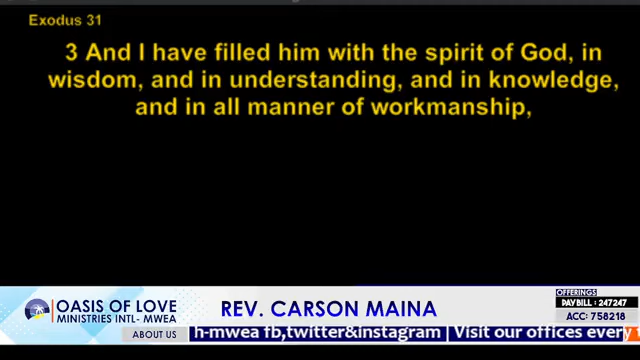 Exodus 31
3 And I have filled him with the spirit of God, in
wisdom, and in understanding, and in knowledge,
and in all manner of workmanship,
OASIS OF LOVE
MINISTRIES INTL- MWEA
REV. CARSON MAINA
OFFERINGS
PAYBILL : 247247
ACC: 758218
ABOUT US
h-mwea fb,twitter&instagram | Visit our offices every